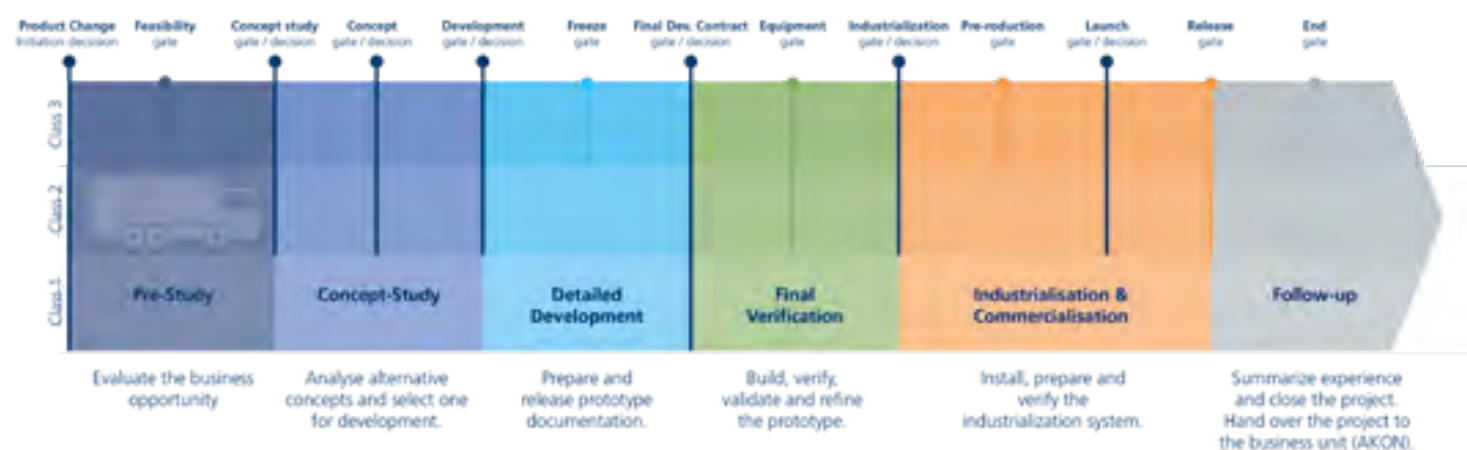 Product Change
Initiation decision
Feasibility
gate
Concept study
gate / decision
Concept
gate / decision
Development
gate / decision
Freeze
gate
Final Dev. Contract
gate / decision
Equipment
gate
Industrialization
gate / decision
Pre-reduction
gate
Launch
gate / decision
Release
gate
End
gate
Class 3
Class-2
Class-1
Pre-Study
Concept-Study
Detailed
Development
Final
Verification
Industrialisation &
Commercialisation
Follow-up
Evaluate the business
opportunity
Analyse alternative
concepts and select one
for development.
Prepare and
release prototype
documentation.
Build, verify,
validate and refine
the prototype.
Install, prepare and
verify the
industrialization system.
Summarize experience
and close the project.
Hand over the project to
the business unit (AKON).